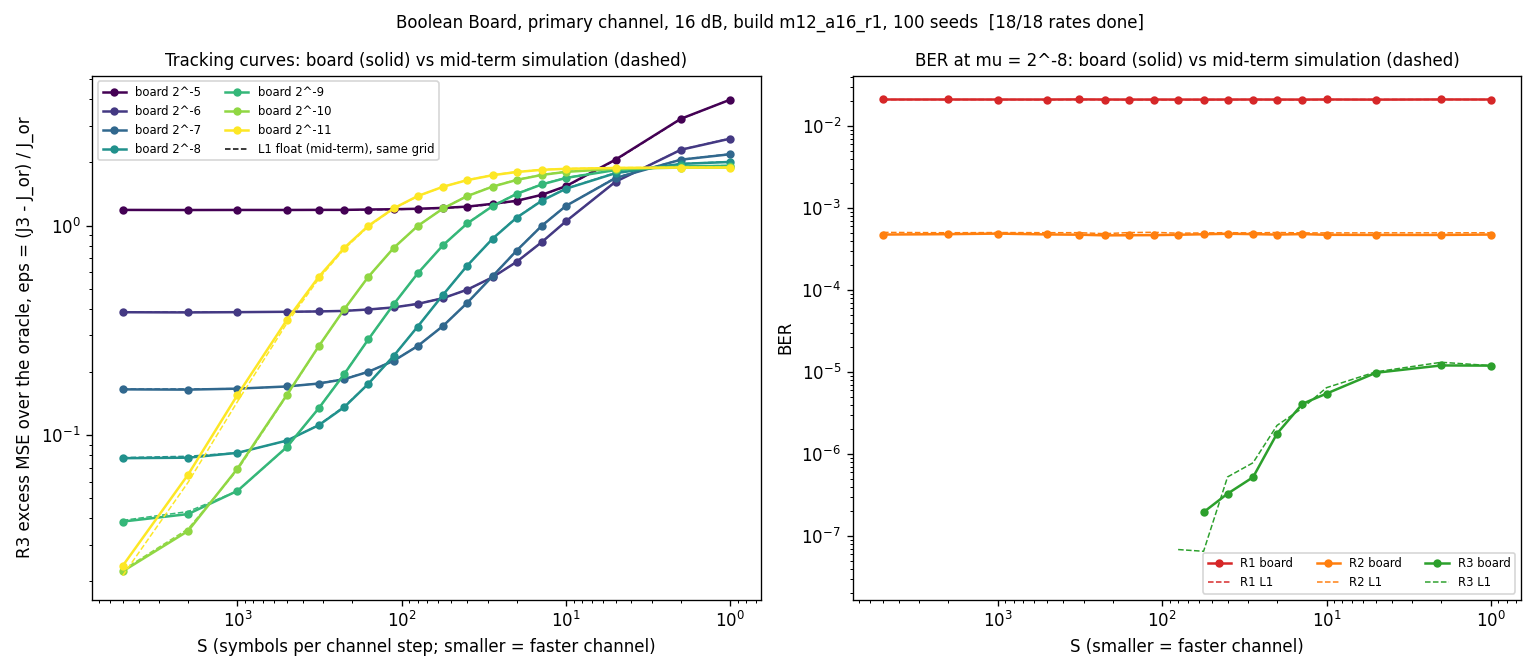 Boolean Board, primary channel, 16 dB, build m12_a16_r1, 100 seeds [18/18 rates done]
Tracking curves: board (solid) vs mid-term simulation (dashed)
R3 excess MSE over the oracle, eps = (J3 - J_or) / J_or
board 2^-5
board 2^-6
board 2^-7
board 2^-8
board 2^-9
board 2^-10
board 2^-11
L1 float (mid-term), same grid
10^0
10^-1
10^3
10^2
10^1
10^0
S (symbols per channel step; smaller = faster channel)
BER at mu = 2^-8: board (solid) vs mid-term simulation (dashed)
BER
10^-2
10^-3
10^-4
10^-5
10^-6
10^-7
R1 board
R1 L1
R2 board
R2 L1
R3 board
R3 L1
10^3
10^2
10^1
10^0
S (smaller = faster channel)